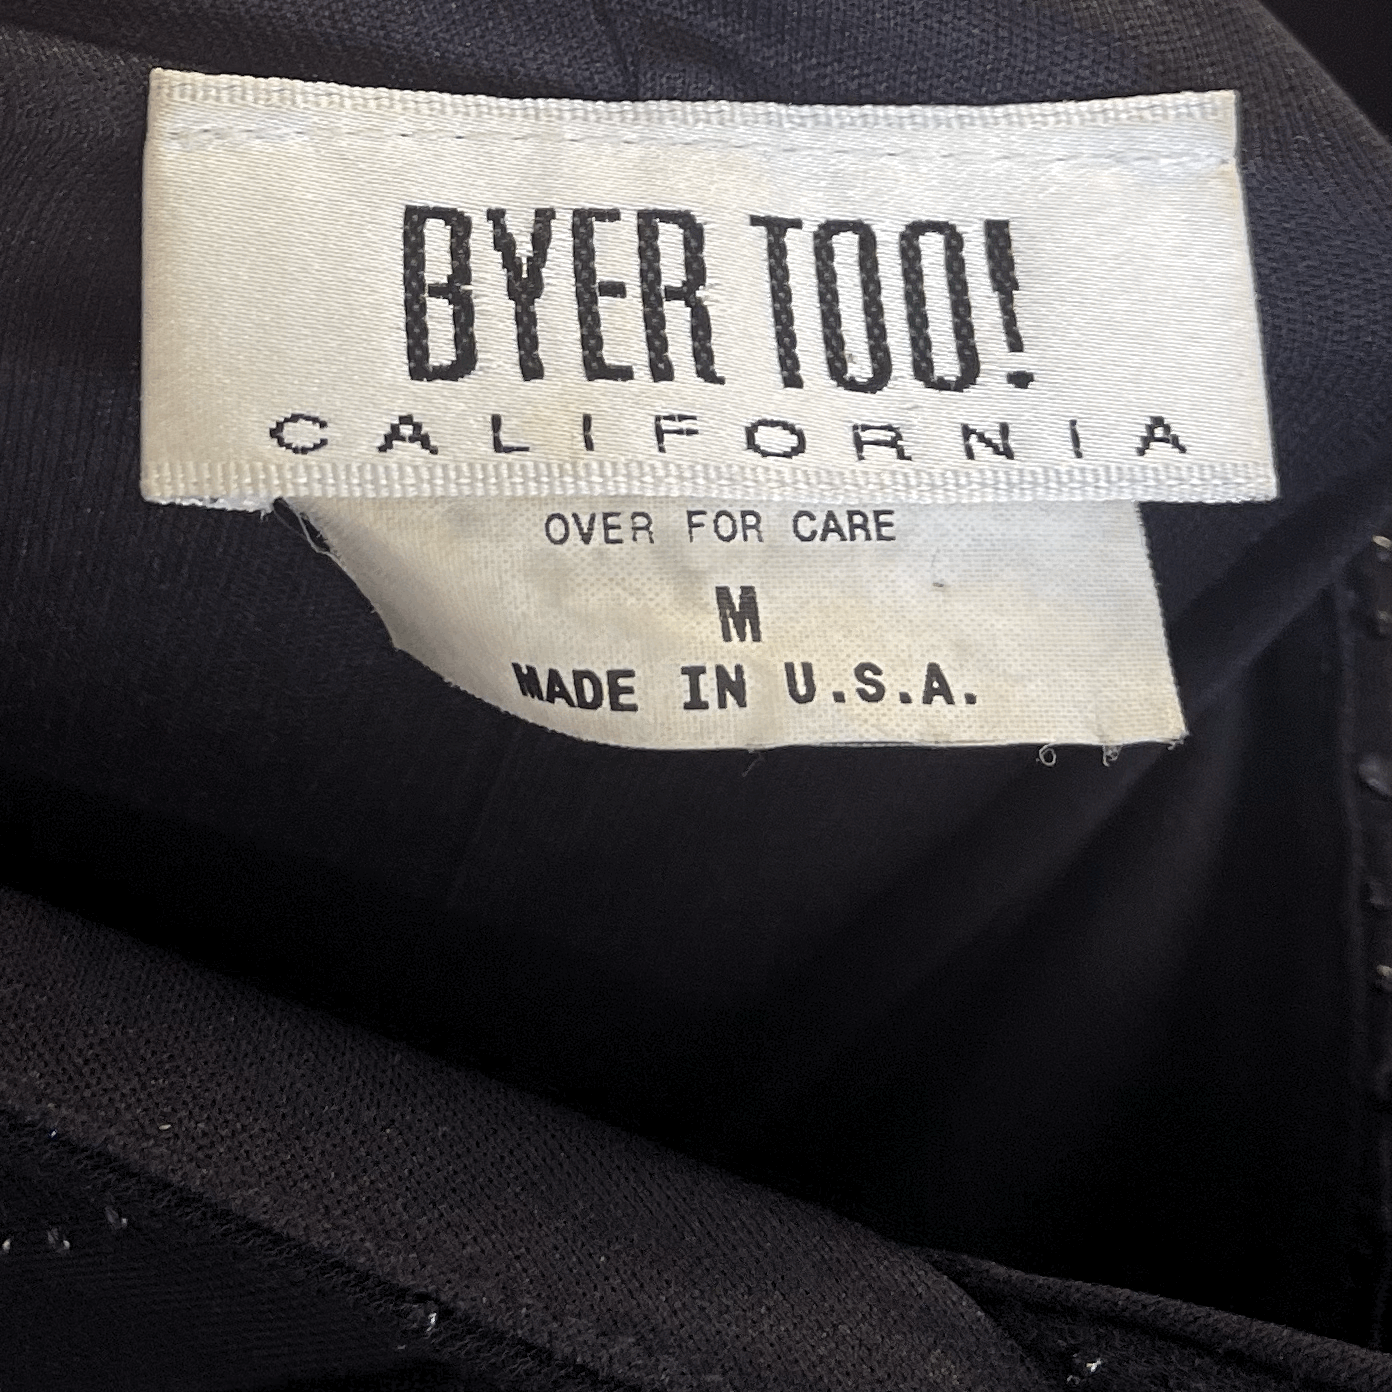 BYER TOO!
CALIFORNIA
OVER FOR CARE
M
MADE IN U.S.A.